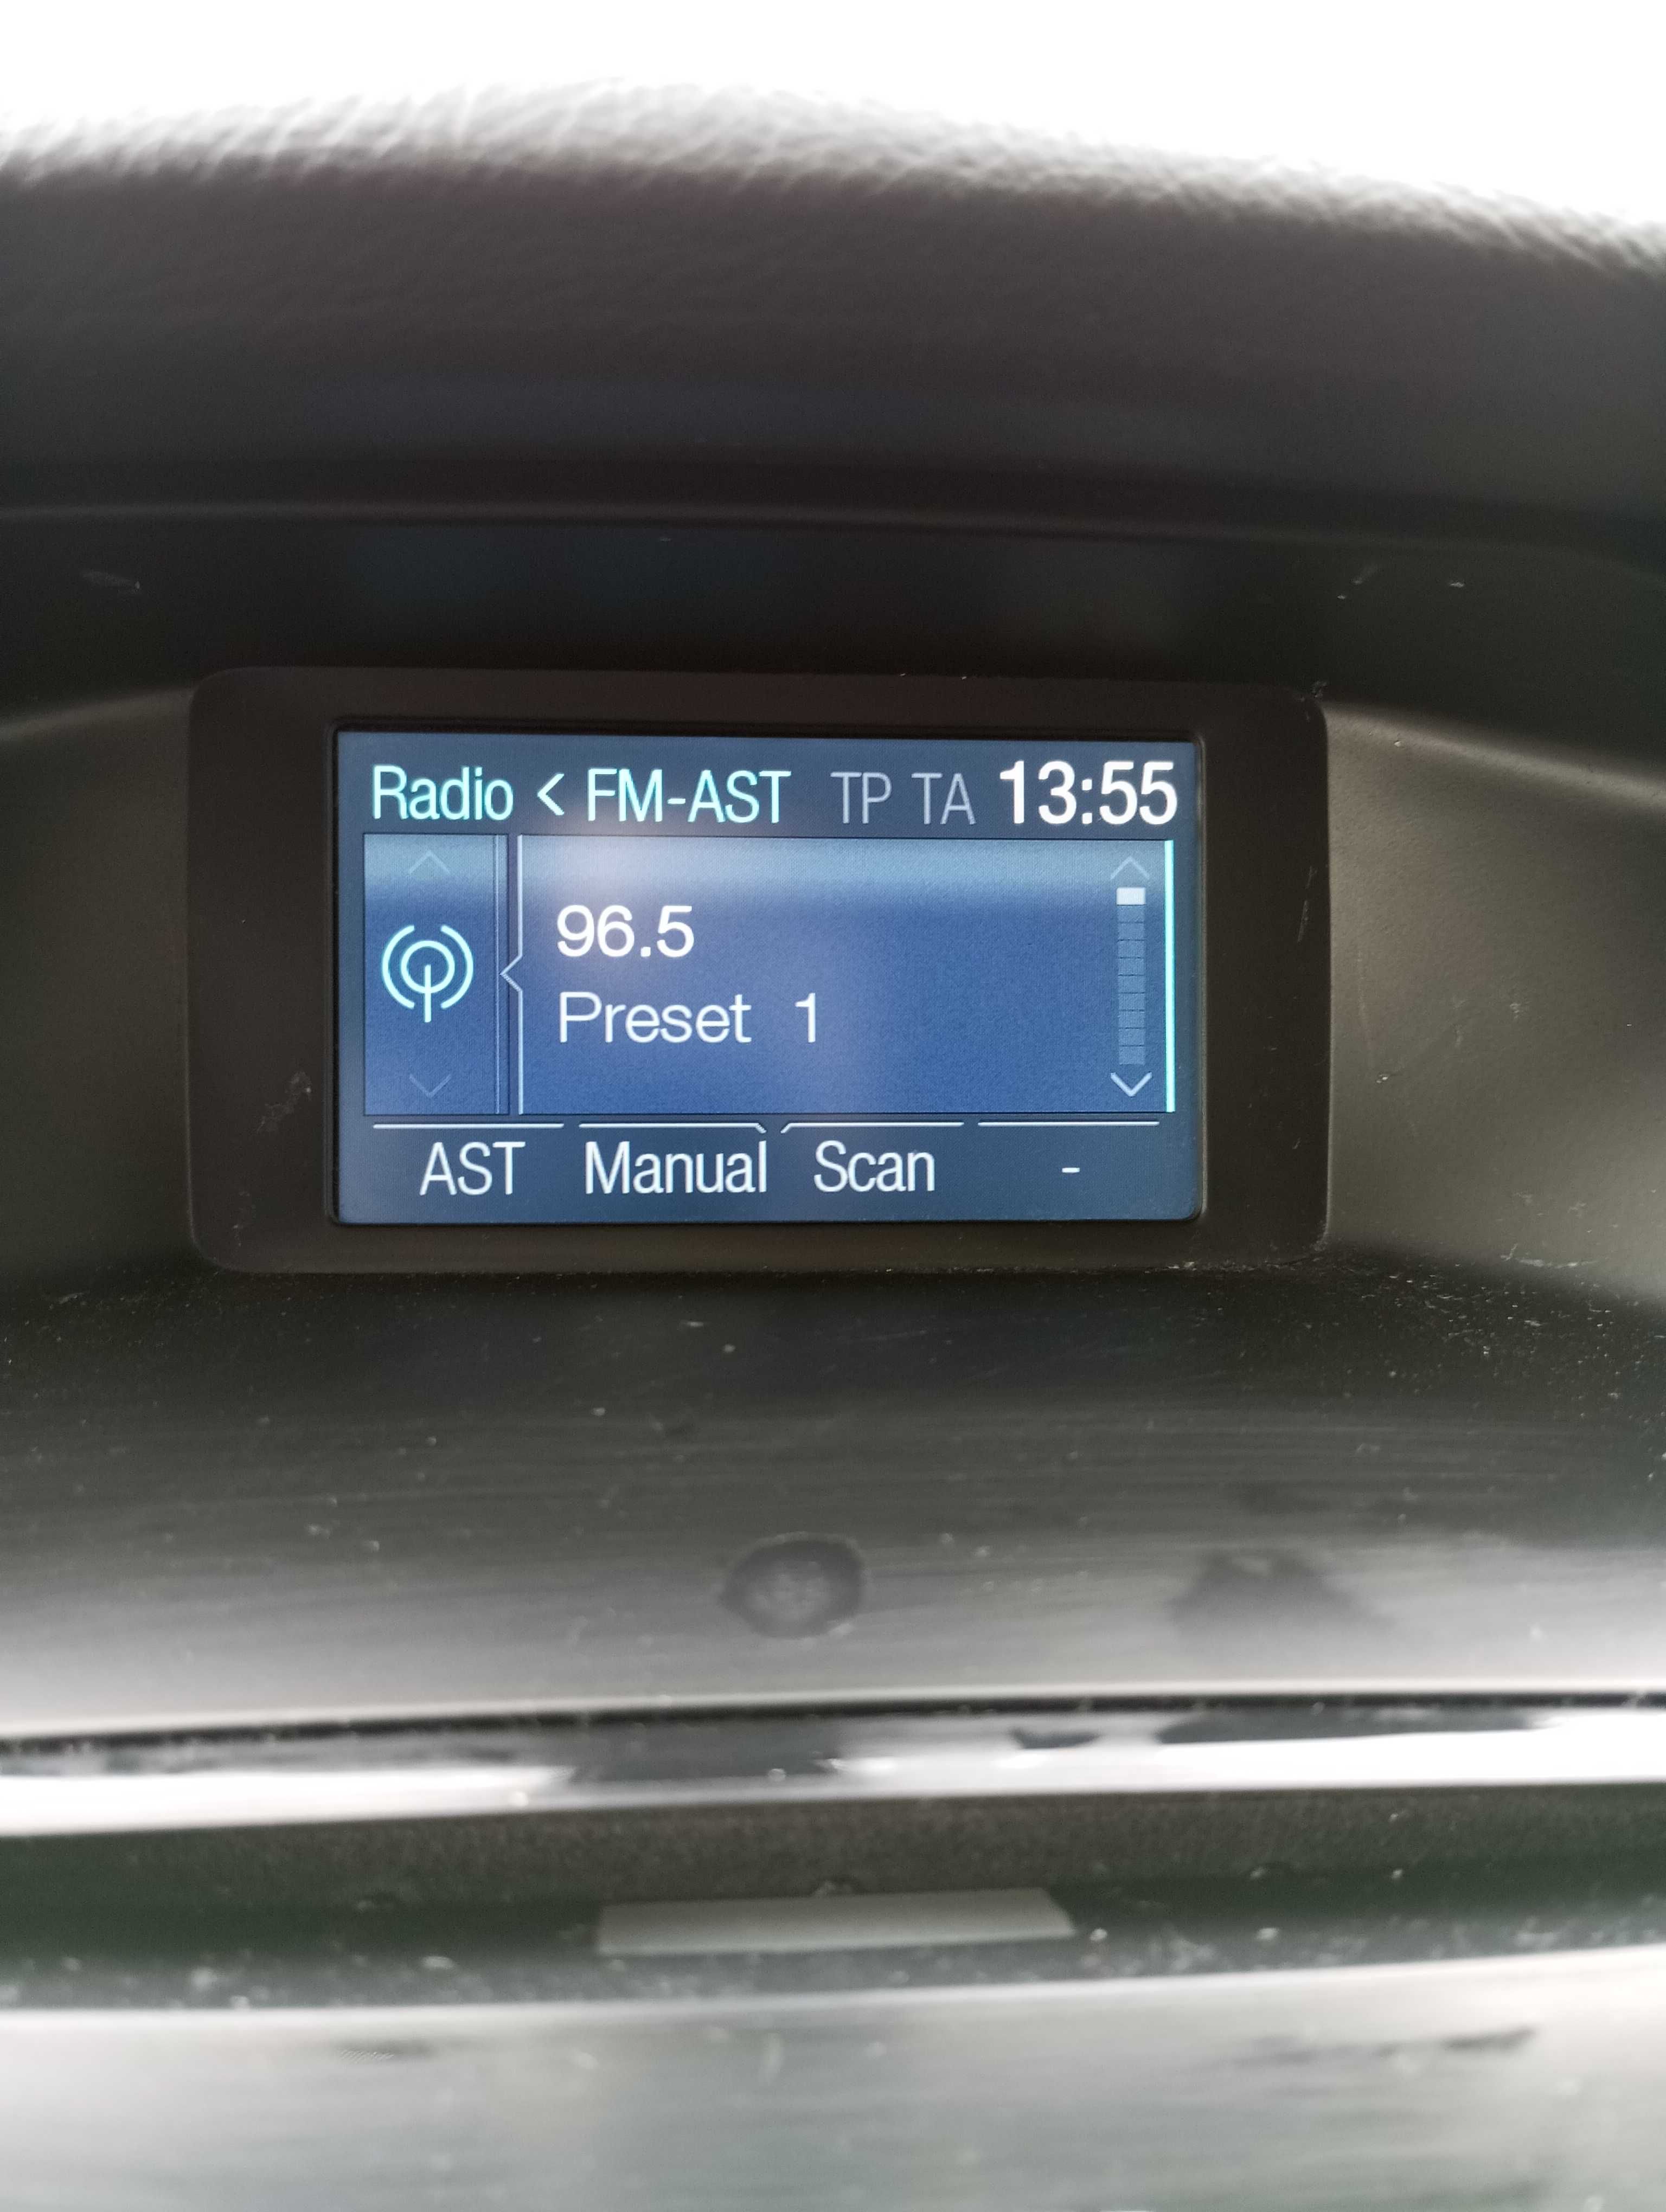 Radio < FM-AST TP TA 13:55
96.5
Preset 1
AST Manual Scan -